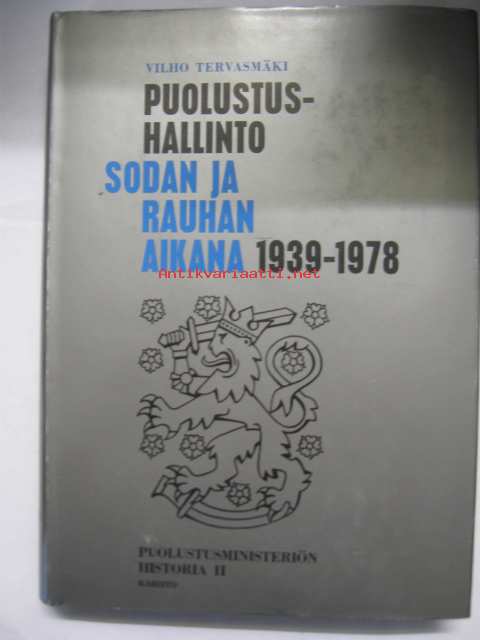 VILHO TERVASMÄKI
PUOLUSTUS-
HALLINTO
SODAN JA
RAUHAN
AIKANA 1939-1978
Antikvariaatti.net
PUOLUSTUSMINISTERIÖN
HISTORIA II
KARISTO